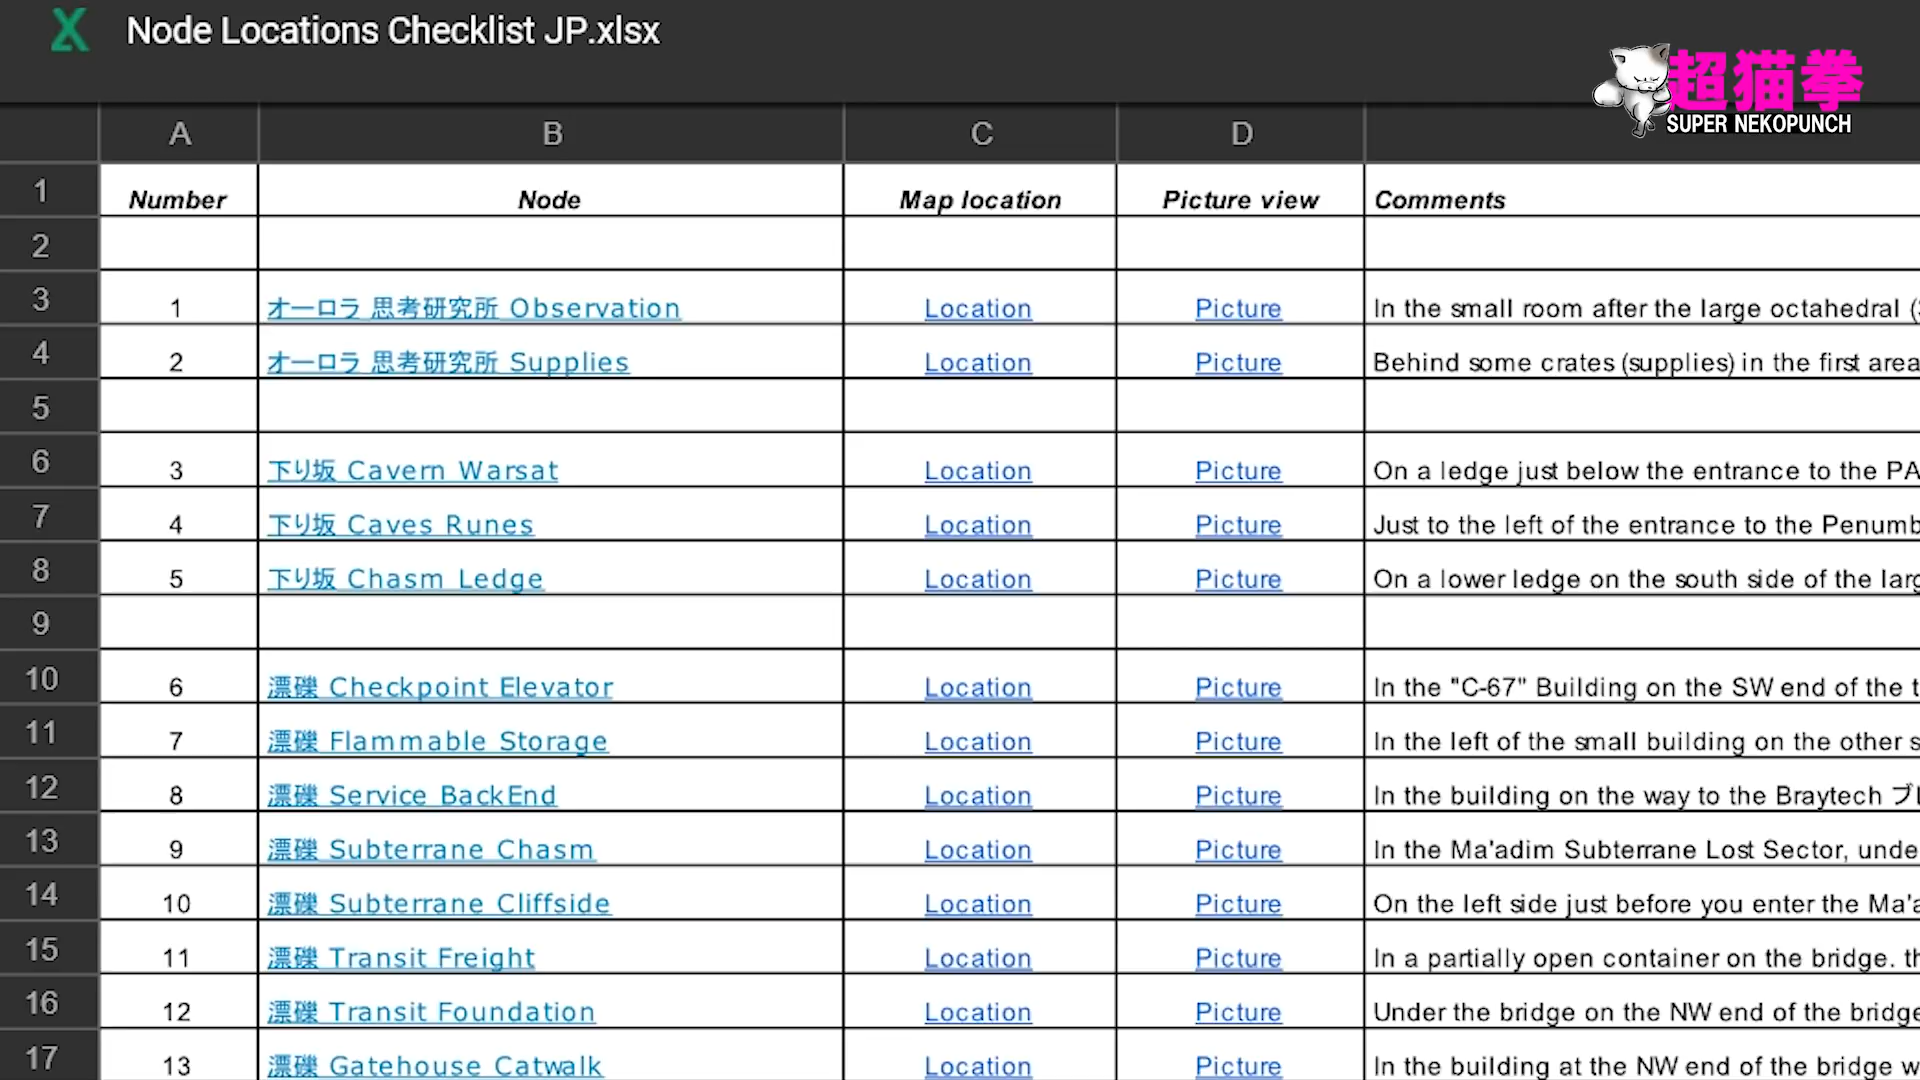 Node Locations Checklist JP.xlsx
超猫拳
SUPER NEKOPUNCH
A B C D
1 Number Node Map location Picture view Comments
2
3 1 オーロラ 思考研究所 Observation Location Picture In the small room after the large octahedral
4 2 オーロラ 思考研究所 Supplies Location Picture Behind some crates (supplies) in the first area
5
6 3 下り坂 Cavern Warsat Location Picture On a ledge just below the entrance to the PA
7 4 下り坂 Caves Runes Location Picture Just to the left of the entrance to the Penumb
8 5 下り坂 Chasm Ledge Location Picture On a lower ledge on the south side of the larg
9
10 6 漂礫 Checkpoint Elevator Location Picture In the "C-67" Building on the SW end of the t
11 7 漂礫 Flammable Storage Location Picture In the left of the small building on the other s
12 8 漂礫 Service BackEnd Location Picture In the building on the way to the Braytech ブ
13 9 漂礫 Subterrane Chasm Location Picture In the Ma'adim Subterrane Lost Sector, unde
14 10 漂礫 Subterrane Cliffside Location Picture On the left side just before you enter the Ma'a
15 11 漂礫 Transit Freight Location Picture In a partially open container on the bridge. th
16 12 漂礫 Transit Foundation Location Picture Under the bridge on the NW end of the bridge
17 13 漂礫 Gatehouse Catwalk Location Picture In the building at the NW end of the bridge w